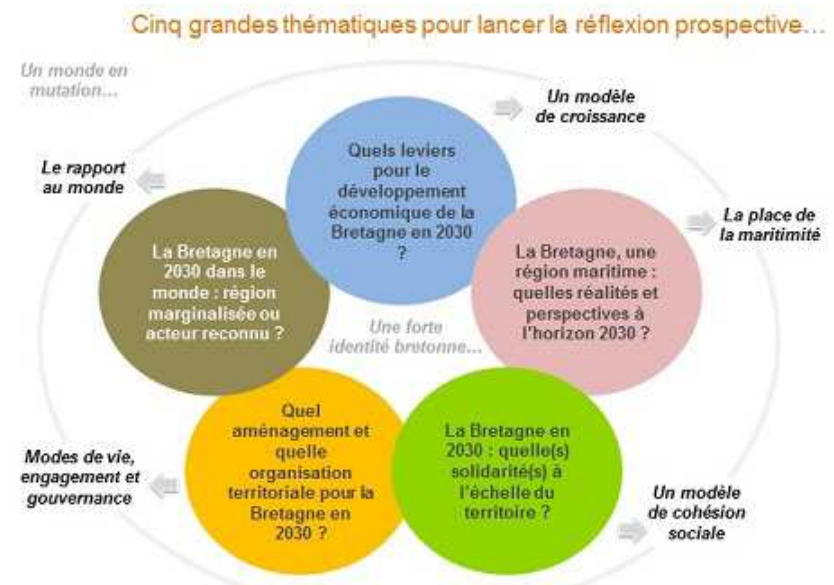 Cinq grandes thématiques pour lancer la réflexion prospective…
Un monde en
mutation…
Un modèle
de croissance
Quels leviers
pour le
développement
économique de la
Bretagne en 2030
?
Le rapport
au monde
La place de
la maritimité
La Bretagne en
2030 dans le
monde : région
marginalisée ou
acteur reconnu ?
La Bretagne, une
région maritime :
quelles réalités et
perspectives à
l'horizon 2030 ?
Une forte
identité bretonne…
Quel
aménagement et
quelle
organisation
territoriale pour la
Bretagne en
2030 ?
La Bretagne en
2030 : quelle(s)
solidarité(s) à
l'échelle du
territoire ?
Modes de vie,
engagement et
gouvernance
Un modèle
de cohésion
sociale